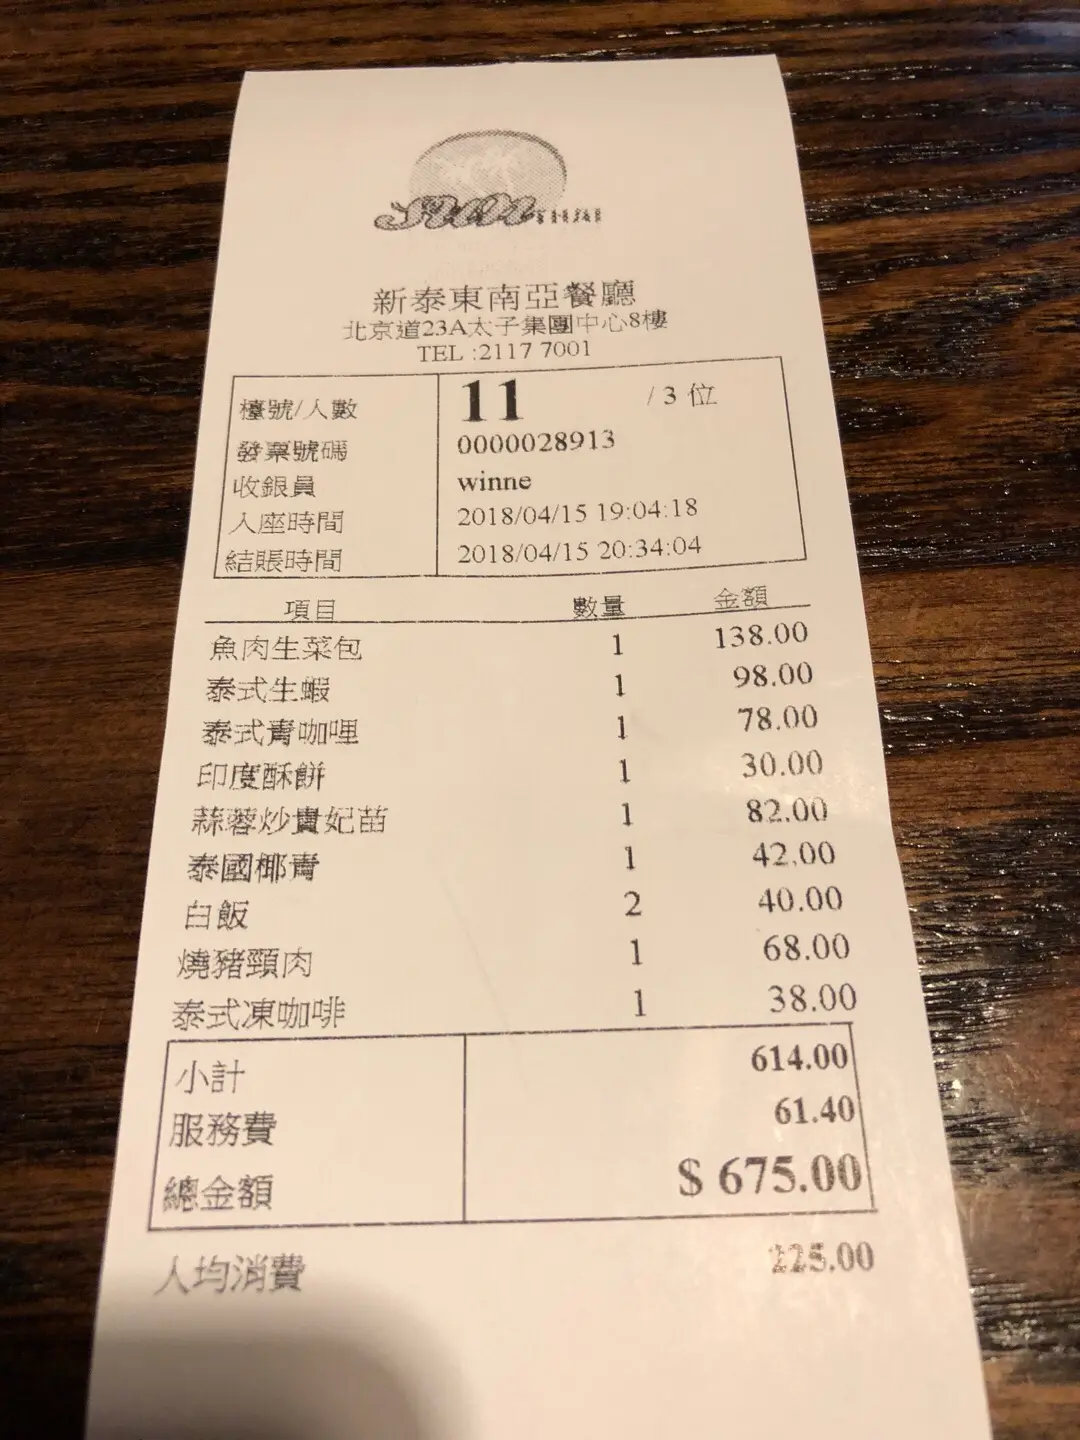 Sun THAI
新泰東南亞餐廳
北京道23A太子集團中心8樓
TEL :2117 7001
檯號/人數 11 / 3 位
發票號碼 0000028913
收銀員 winne
入座時間 2018/04/15 19:04:18
結賬時間 2018/04/15 20:34:04
項目 數量 金額
魚肉生菜包 1 138.00
泰式生蝦 1 98.00
泰式青咖哩 1 78.00
印度酥餅 1 30.00
蒜蓉炒貴妃苗 1 82.00
泰國椰青 1 42.00
白飯 2 40.00
燒豬頸肉 1 68.00
泰式凍咖啡 1 38.00
小計 614.00
服務費 61.40
總金額 $ 675.00
人均消費 225.00